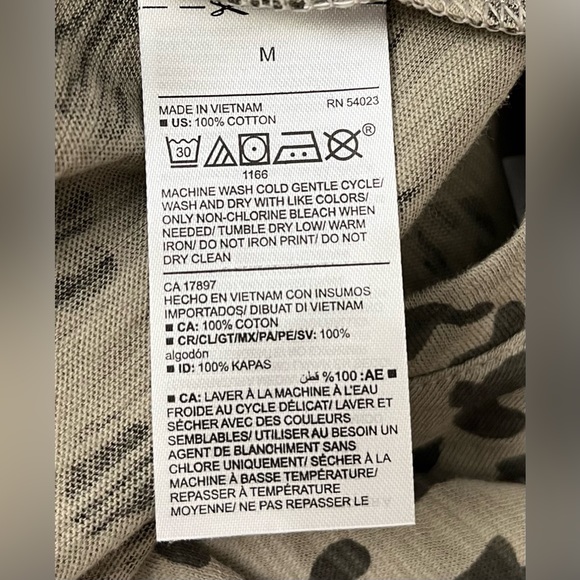 M
MADE IN VIETNAM RN 54023
■ US: 100% COTTON
30 ®
1166
MACHINE WASH COLD GENTLE CYCLE/
WASH AND DRY WITH LIKE COLORS/
ONLY NON-CHLORINE BLEACH WHEN
NEEDED/ TUMBLE DRY LOW/ WARM
IRON/ DO NOT IRON PRINT/ DO NOT
DRY CLEAN
CA 17897
HECHO EN VIETNAM CON INSUMOS
IMPORTADOS/ DIBUAT DI VIETNAM
■ CA: 100% COTON
■ CR/CL/GT/MX/PA/PE/SV: 100%
algodón
■ ID: 100% KAPAS
■ AE: 100% قطن
■ CA: LAVER À LA MACHINE À L'EAU
FROIDE AU CYCLE DÉLICAT/ LAVER ET
SÉCHER AVEC DES COULEURS
SEMBLABLES/ UTILISER AU BESOIN UN
AGENT DE BLANCHIMENT SANS
CHLORE UNIQUEMENT/ SÉCHER À LA
MACHINE À BASSE TEMPÉRATURE/
REPASSER À TEMPÉRATURE
MOYENNE/ NE PAS REPASSER LE